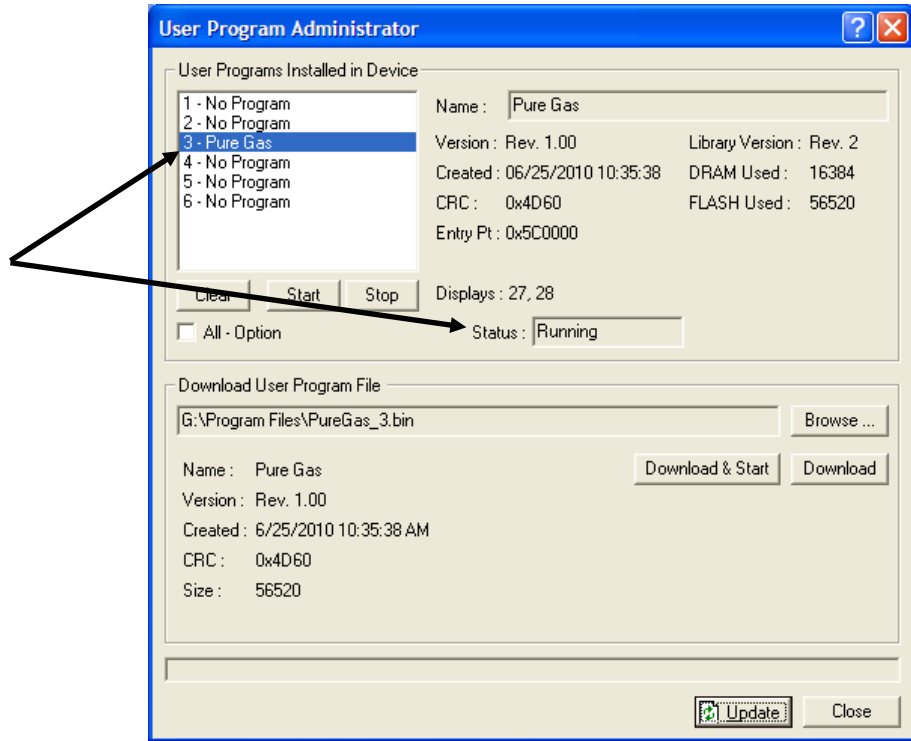 User Program Administrator
User Programs Installed in Device
1 - No Program
2 - No Program
3 - Pure Gas
4 - No Program
5 - No Program
6 - No Program
Name : Pure Gas
Version : Rev. 1.00 Library Version : Rev. 2
Created : 06/25/2010 10:35:38 DRAM Used : 16384
CRC : 0x4D60 FLASH Used : 56520
Entry Pt : 0x5C0000
Clear Start Stop Displays : 27, 28
All - Option Status : Running
Download User Program File
G:\Program Files\PureGas_3.bin Browse ...
Name : Pure Gas Download & Start Download
Version : Rev. 1.00
Created : 6/25/2010 10:35:38 AM
CRC : 0x4D60
Size : 56520
Update Close